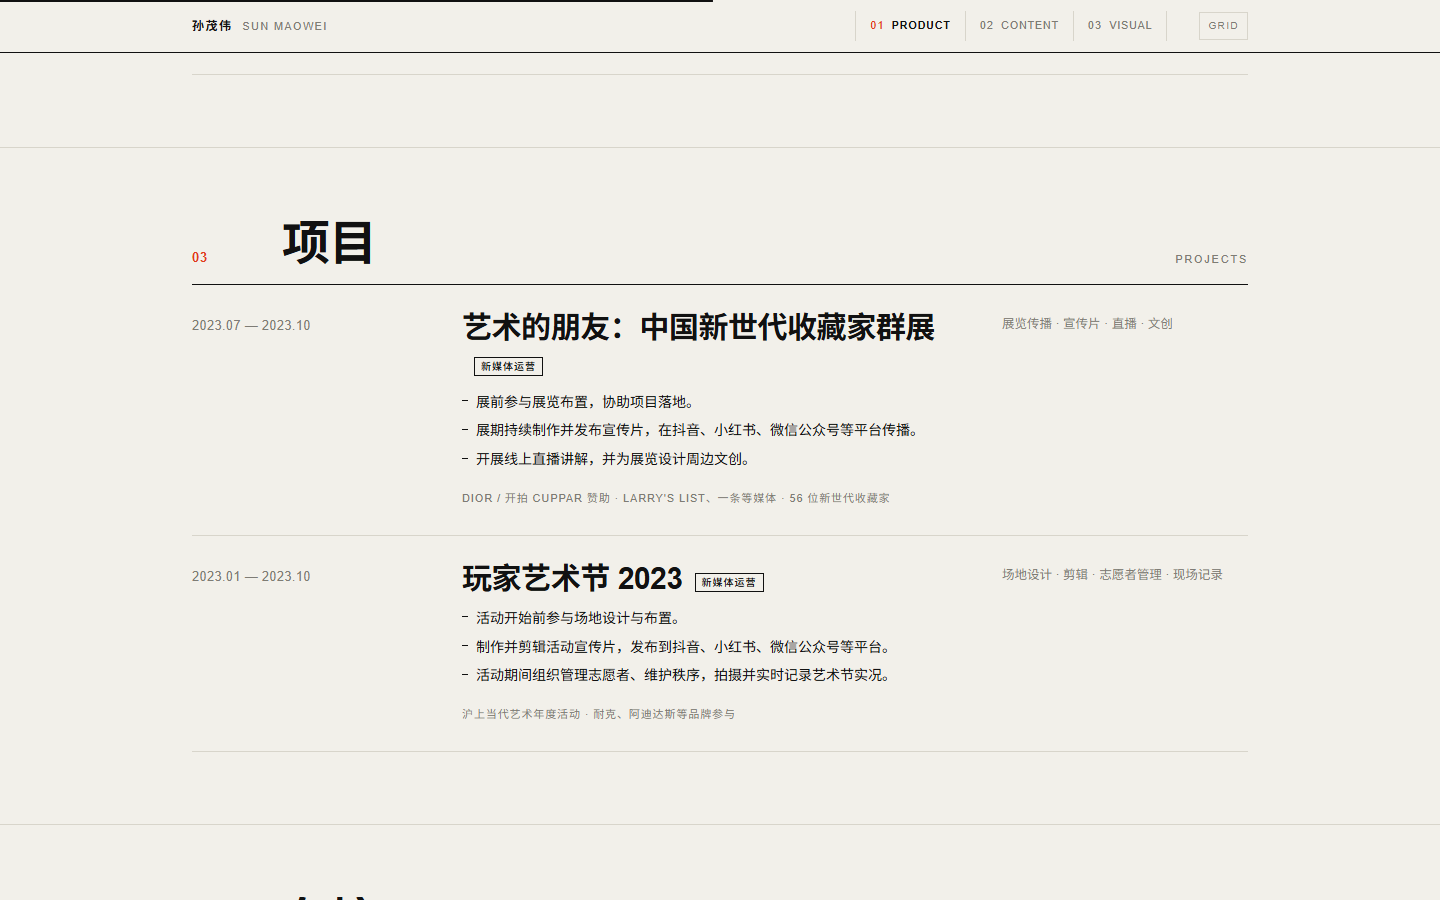 孙茂伟 SUN MAOWEI
01 PRODUCT
02 CONTENT
03 VISUAL
GRID
03
项目
PROJECTS
2023.07 — 2023.10
艺术的朋友：中国新世代收藏家群展
新媒体运营
展览传播 · 宣传片 · 直播 · 文创
– 展前参与展览布置，协助项目落地。
– 展期持续制作并发布宣传片，在抖音、小红书、微信公众号等平台传播。
– 开展线上直播讲解，并为展览设计周边文创。
DIOR / 开拍 CUPPAR 赞助 · LARRY'S LIST、一条等媒体 · 56 位新世代收藏家
2023.01 — 2023.10
玩家艺术节 2023 新媒体运营
场地设计 · 剪辑 · 志愿者管理 · 现场记录
– 活动开始前参与场地设计与布置。
– 制作并剪辑活动宣传片，发布到抖音、小红书、微信公众号等平台。
– 活动期间组织管理志愿者、维护秩序，拍摄并实时记录艺术节实况。
沪上当代艺术年度活动 · 耐克、阿迪达斯等品牌参与